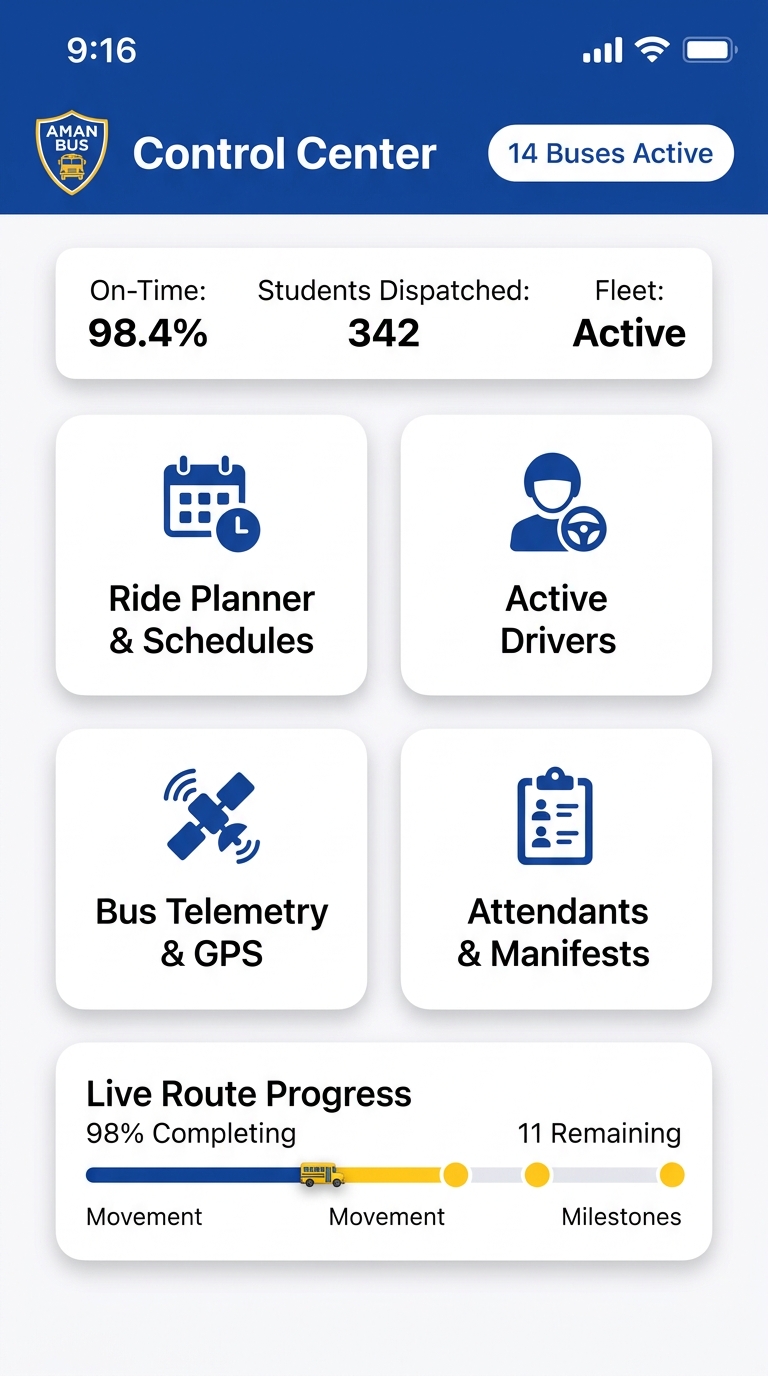 9:16
AMAN
BUS
Control Center
14 Buses Active
On-Time:
98.4%
Students Dispatched:
342
Fleet:
Active
Ride Planner
& Schedules
Active
Drivers
Bus Telemetry
& GPS
Attendants
& Manifests
Live Route Progress
98% Completing
11 Remaining
Movement
Movement
Milestones